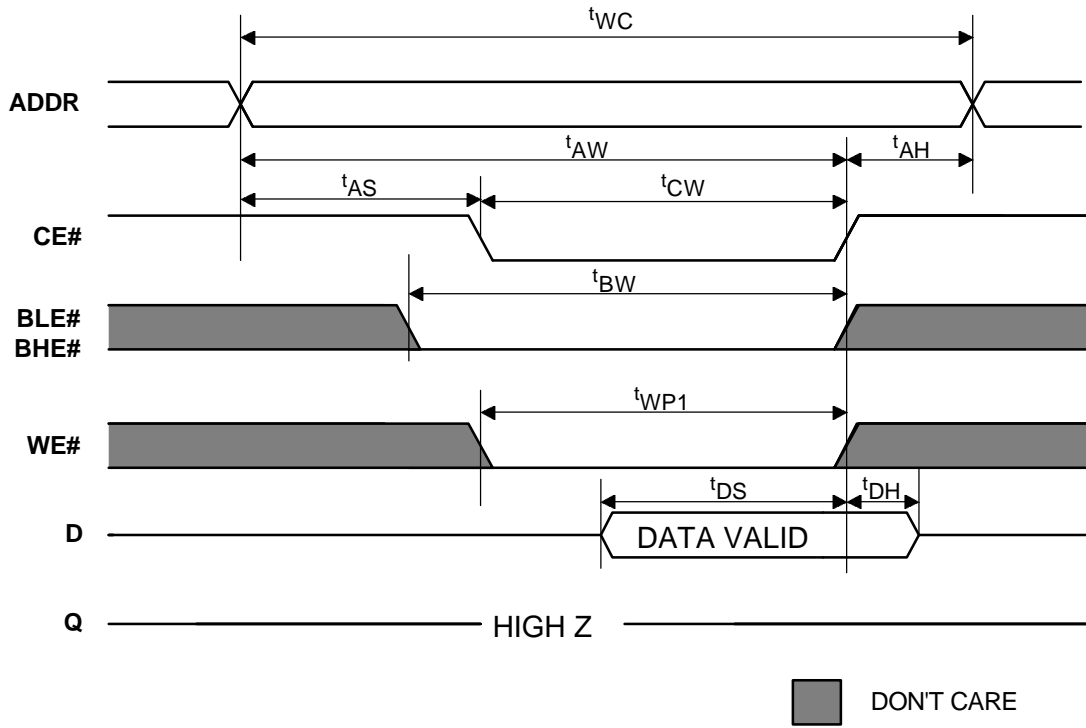 tWC
ADDR
tAW
tAH
tAS
tCW
CE#
tBW
BLE#
BHE#
tWP1
WE#
tDS
tDH
D
DATA VALID
Q
HIGH Z
DON'T CARE